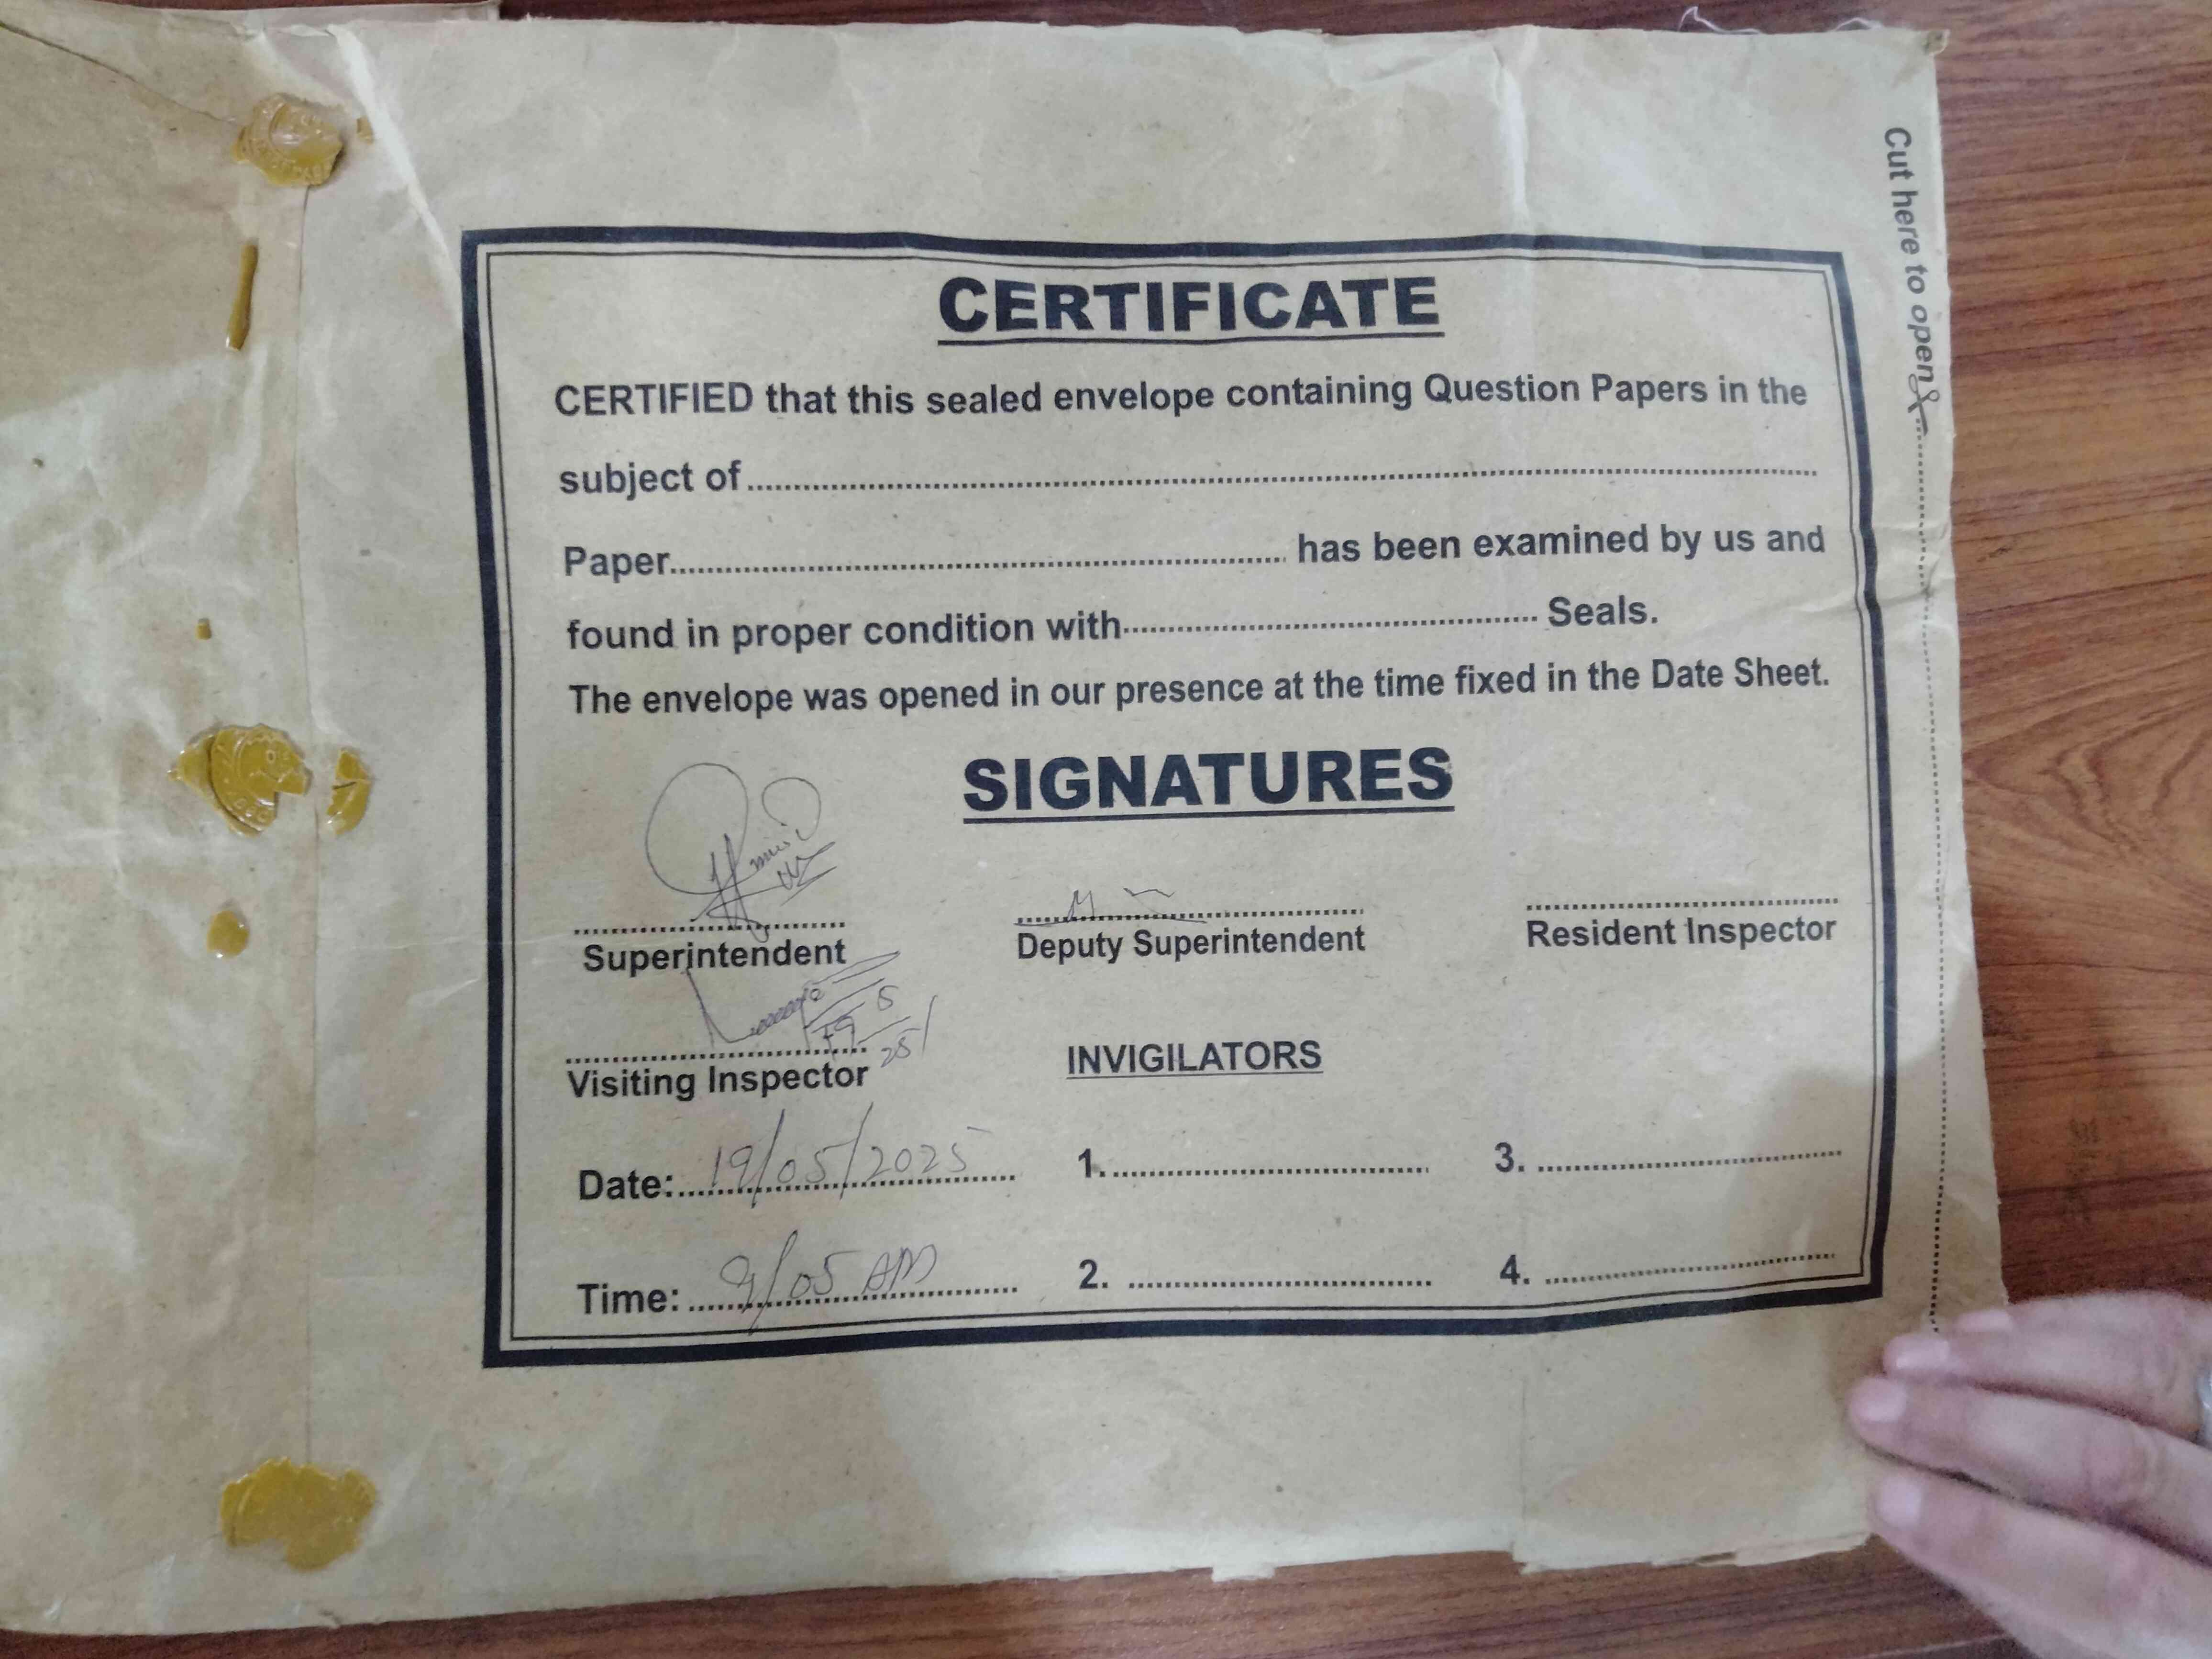 Cut here to open
CERTIFICATE
CERTIFIED that this sealed envelope containing Question Papers in the
subject of
Paper has been examined by us and
found in proper condition with Seals.
The envelope was opened in our presence at the time fixed in the Date Sheet.
SIGNATURES
Superintendent Deputy Superintendent Resident Inspector
19 5 25
Visiting Inspector INVIGILATORS
Date: 19/05/2025 1. 3.
Time: 9/05 AM 2. 4.